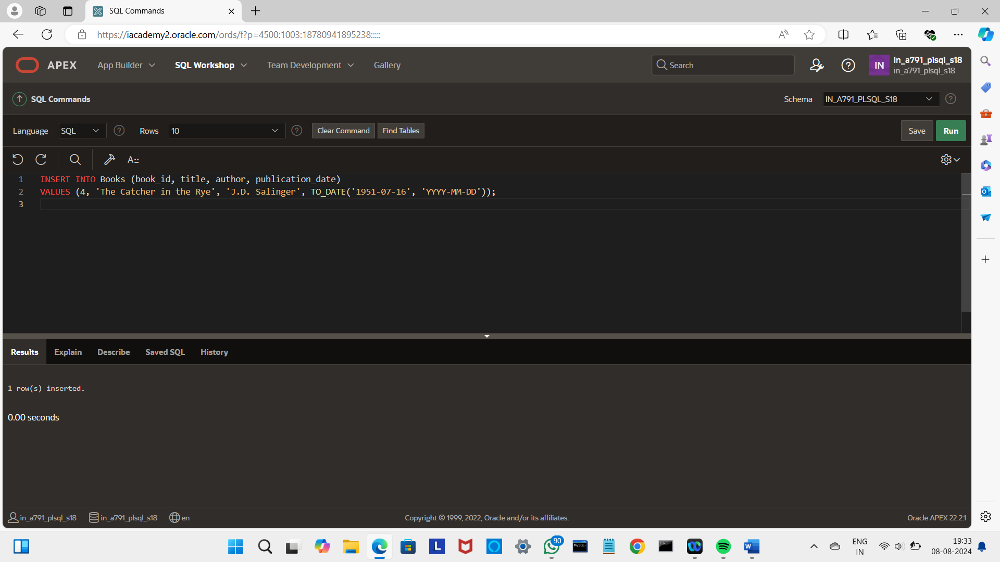 SQL Commands
https://iacademy2.oracle.com/ords/f?p=4500:1003:18780941895238:::::
APEX App Builder SQL Workshop Team Development Gallery Search IN in_a791_plsql_s18
in_a791_plsql_s18
SQL Commands Schema IN_A791_PLSQL_S18
Language SQL Rows 10 Clear Command Find Tables Save Run
A::
1 INSERT INTO Books (book_id, title, author, publication_date)
2 VALUES (4, 'The Catcher in the Rye', 'J.D. Salinger', TO_DATE('1951-07-16', 'YYYY-MM-DD'));
3
Results Explain Describe Saved SQL History
1 row(s) inserted.
0.00 seconds
in_a791_plsql_s18 in_a791_plsql_s18 en Copyright © 1999, 2022, Oracle and/or its affiliates. Oracle APEX 22.2.1
L 90 MySQL W ENG
IN 19:33
08-08-2024